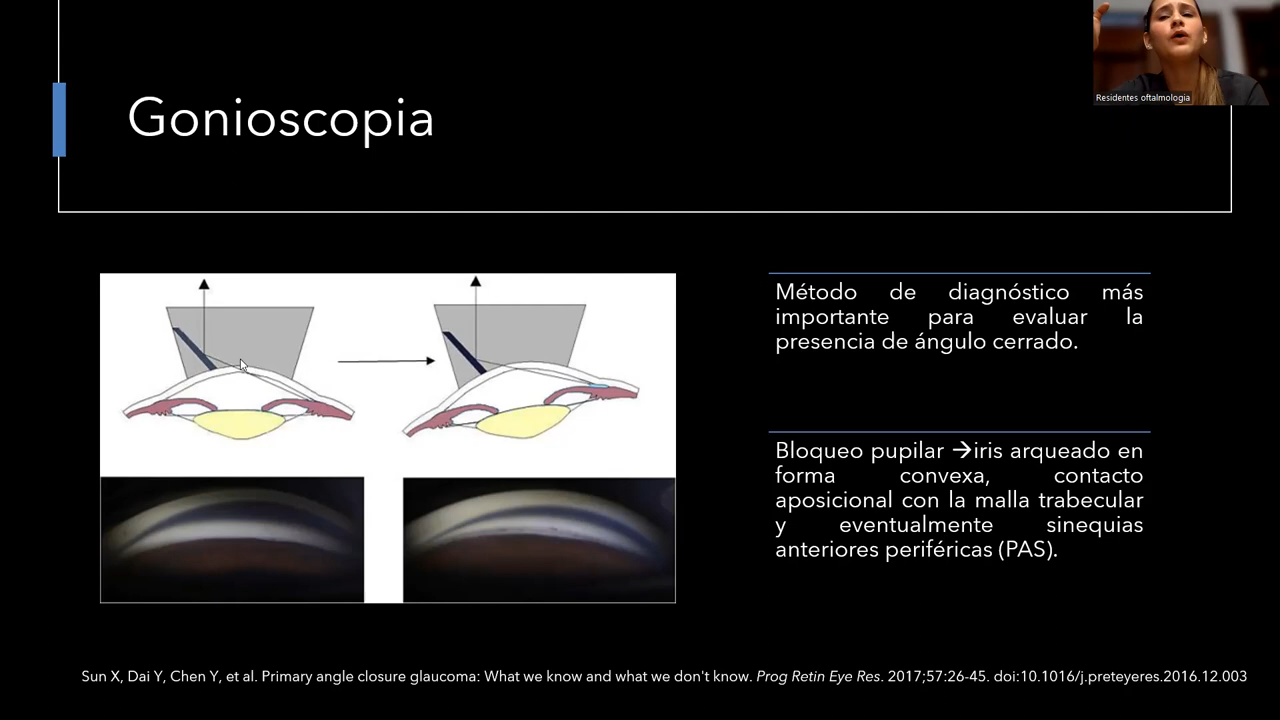 Residentes oftalmologia
Gonioscopia
Método de diagnóstico más
importante para evaluar la
presencia de ángulo cerrado.
Bloqueo pupilar →iris arqueado en
forma convexa, contacto
aposicional con la malla trabecular
y eventualmente sinequias
anteriores periféricas (PAS).
Sun X, Dai Y, Chen Y, et al. Primary angle closure glaucoma: What we know and what we don't know. Prog Retin Eye Res. 2017;57:26-45. doi:10.1016/j.preteyeres.2016.12.003